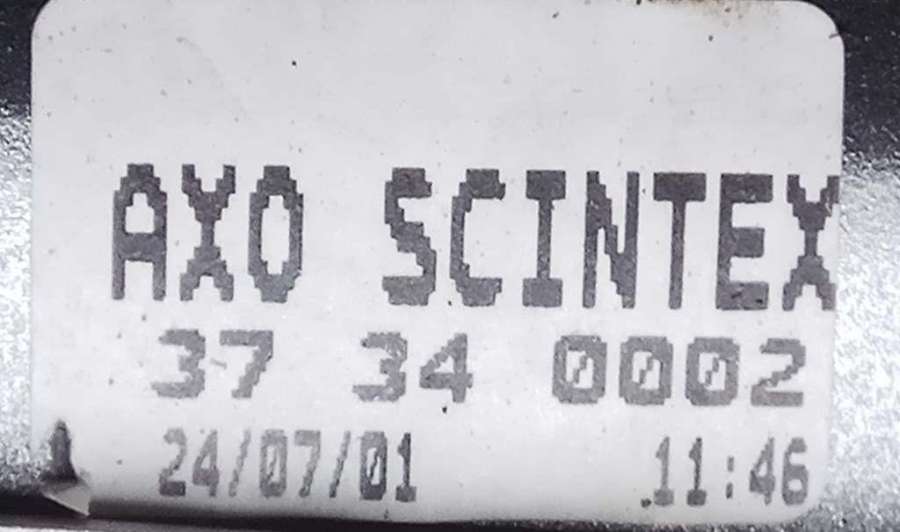 AXO SCINTEX
37 34 0002
24/07/01 11:46